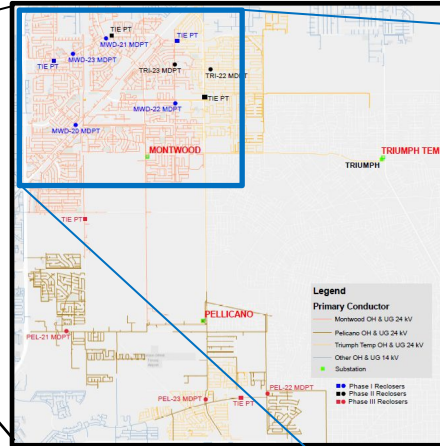 TIE PT
MWD-21 MDPT
TIE PT
MWD-23 MDPT
TIE PT
TRI-23 MDPT
TRI-22 MDPT
TIE PT
MWD-22 MDPT
MWD-20 MDPT
MONTWOOD
TRIUMPH TEM
TRIUMPH
TIE PT
PELLICANO
PEL-21 MDPT
PEL-22 MDPT
PEL-23 MDPT
TIE PT
Legend
Primary Conductor
Montwood OH & UG 24 kV
Pelicano OH & UG 24 kV
Triumph Temp OH & UG 24 kV
Other OH & UG 14 kV
Substation
Phase I Reclosers
Phase II Reclosers
Phase III Reclosers